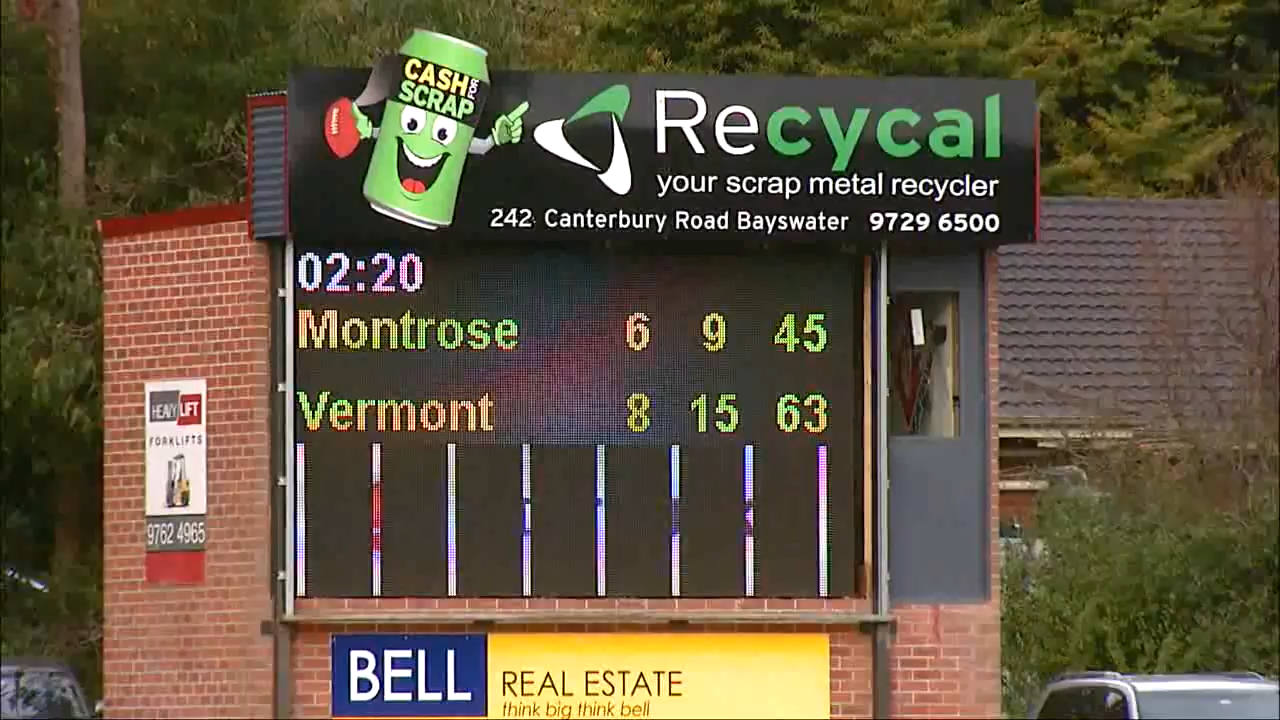 CASH FOR
SCRAP
Recycal
your scrap metal recycler
242 Canterbury Road Bayswater 9729 6500
02:20
Montrose 6 9 45
Vermont 8 15 63
HEAVY LIFT
FORKLIFTS
9762 4965
BELL REAL ESTATE
think big think bell